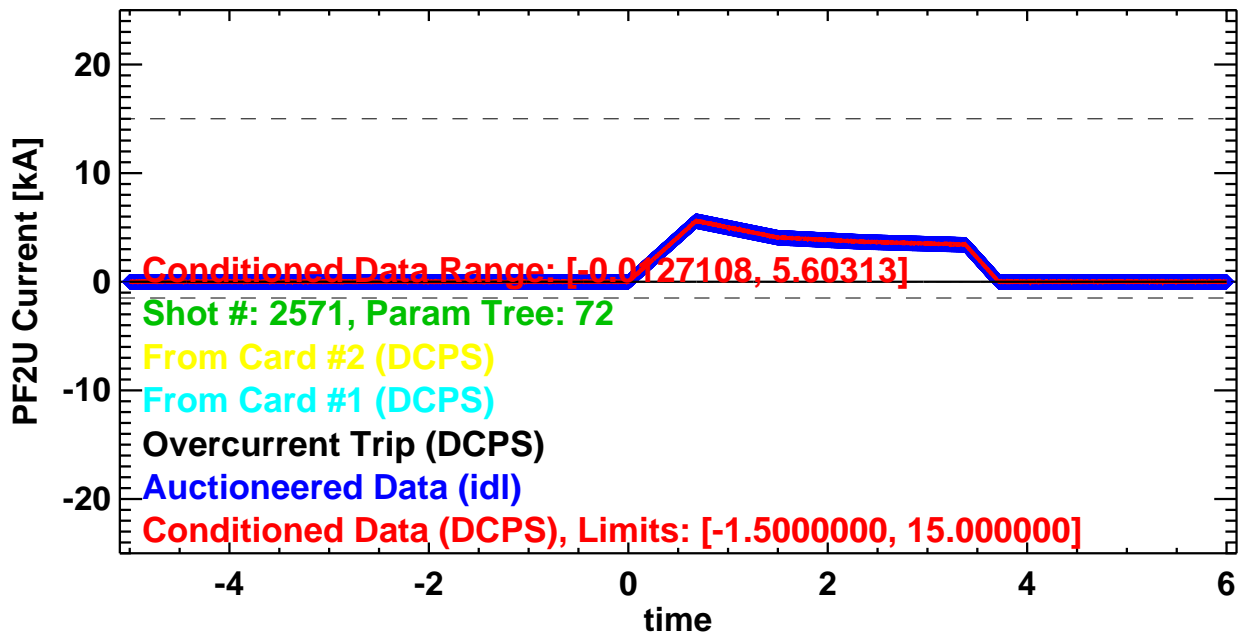 20
10
0
-10
-20
PF2U Current [kA]
Conditioned Data Range: [-0.0127108, 5.60313]
Shot #: 2571, Param Tree: 72
From Card #2 (DCPS)
From Card #1 (DCPS)
Overcurrent Trip (DCPS)
Auctioneered Data (idl)
Conditioned Data (DCPS), Limits: [-1.5000000, 15.000000]
-4 -2 0 2 4 6
time